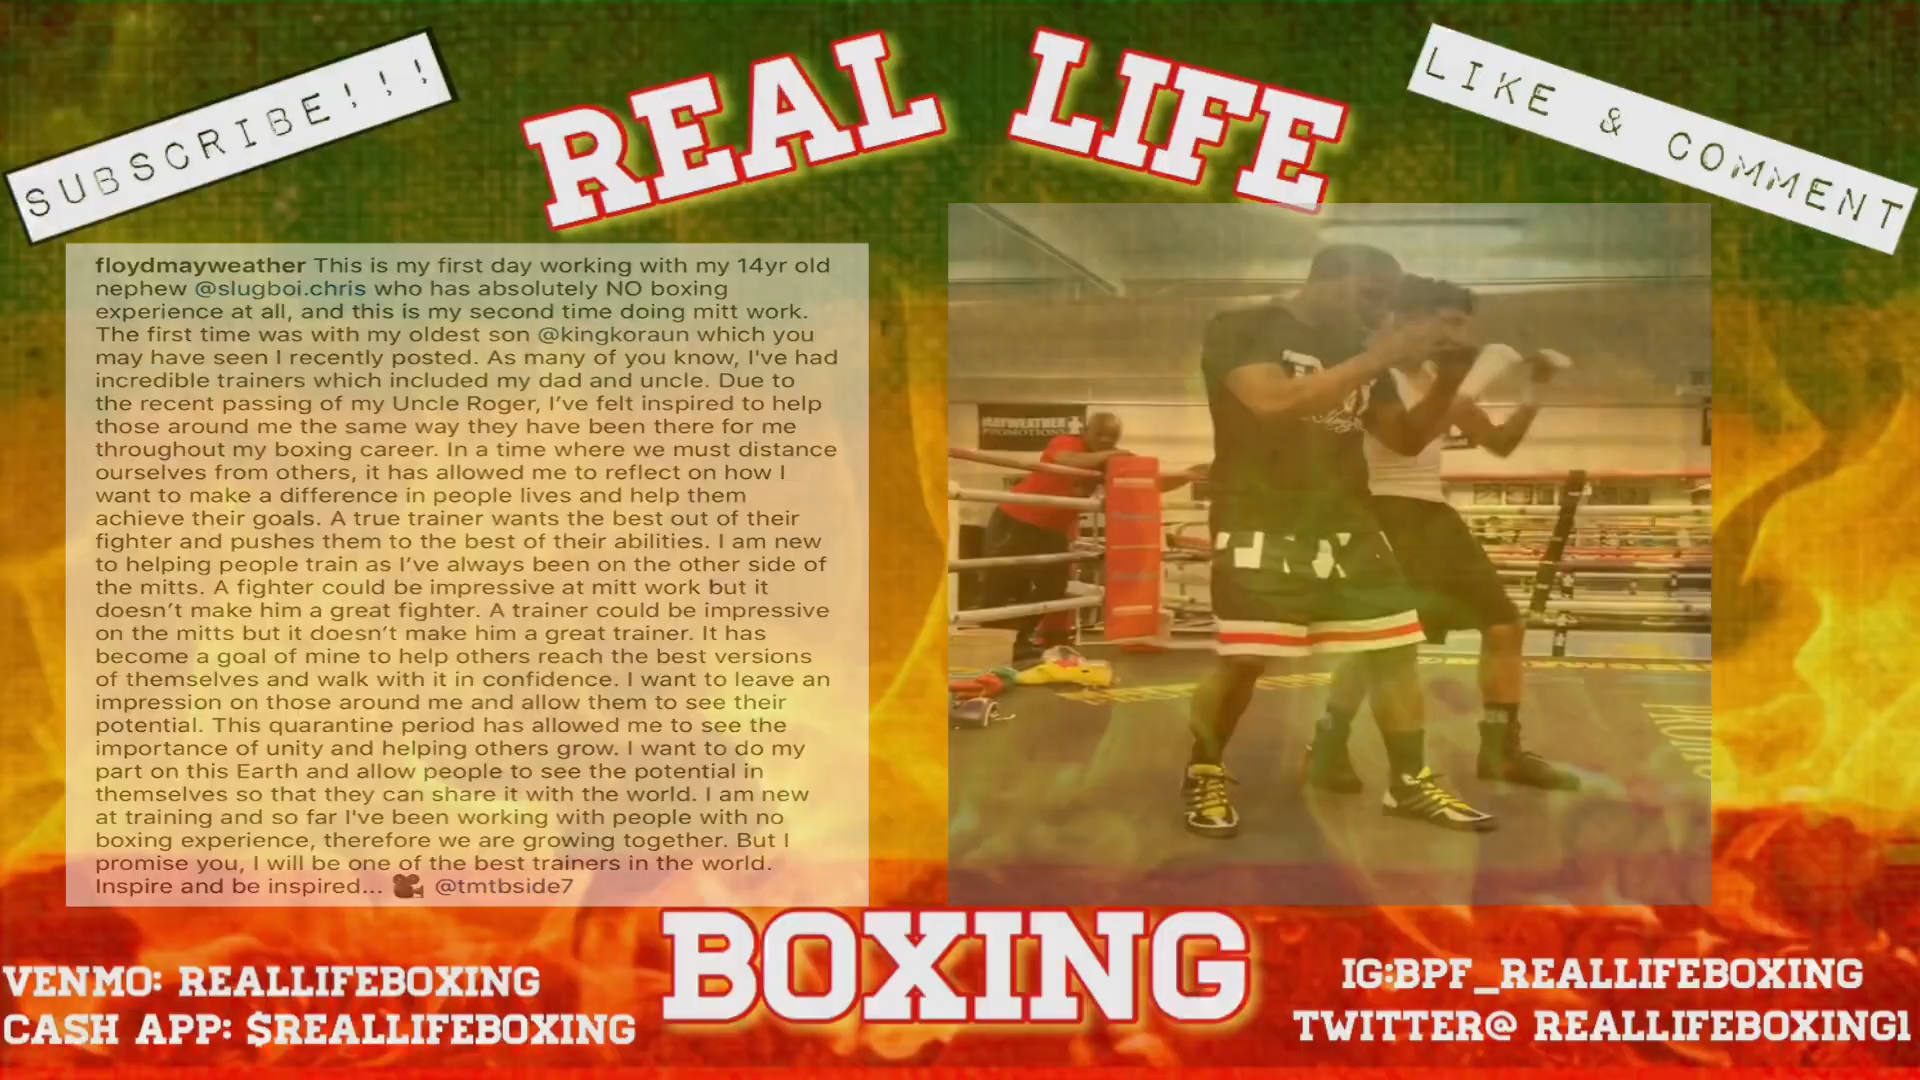 SUBSCRIBE!!!
REAL LIFE
LIKE & COMMENT
floydmayweather This is my first day working with my 14yr old
nephew @slugboi.chris who has absolutely NO boxing
experience at all, and this is my second time doing mitt work.
The first time was with my oldest son @kingkoraun which you
may have seen I recently posted. As many of you know, I've had
incredible trainers which included my dad and uncle. Due to
the recent passing of my Uncle Roger, I’ve felt inspired to help
those around me the same way they have been there for me
throughout my boxing career. In a time where we must distance
ourselves from others, it has allowed me to reflect on how I
want to make a difference in people lives and help them
achieve their goals. A true trainer wants the best out of their
fighter and pushes them to the best of their abilities. I am new
to helping people train as I’ve always been on the other side of
the mitts. A fighter could be impressive at mitt work but it
doesn’t make him a great fighter. A trainer could be impressive
on the mitts but it doesn’t make him a great trainer. It has
become a goal of mine to help others reach the best versions
of themselves and walk with it in confidence. I want to leave an
impression on those around me and allow them to see their
potential. This quarantine period has allowed me to see the
importance of unity and helping others grow. I want to do my
part on this Earth and allow people to see the potential in
themselves so that they can share it with the world. I am new
at training and so far I've been working with people with no
boxing experience, therefore we are growing together. But I
promise you, I will be one of the best trainers in the world.
Inspire and be inspired... 🎥 @tmtbside7
MAYWEATHER
PROMOTIONS
BOXING
VENMO: REALLIFEBOXING
CASH APP: $REALLIFEBOXING
IG:BPF_REALLIFEBOXING
TWITTER@ REALLIFEBOXING1